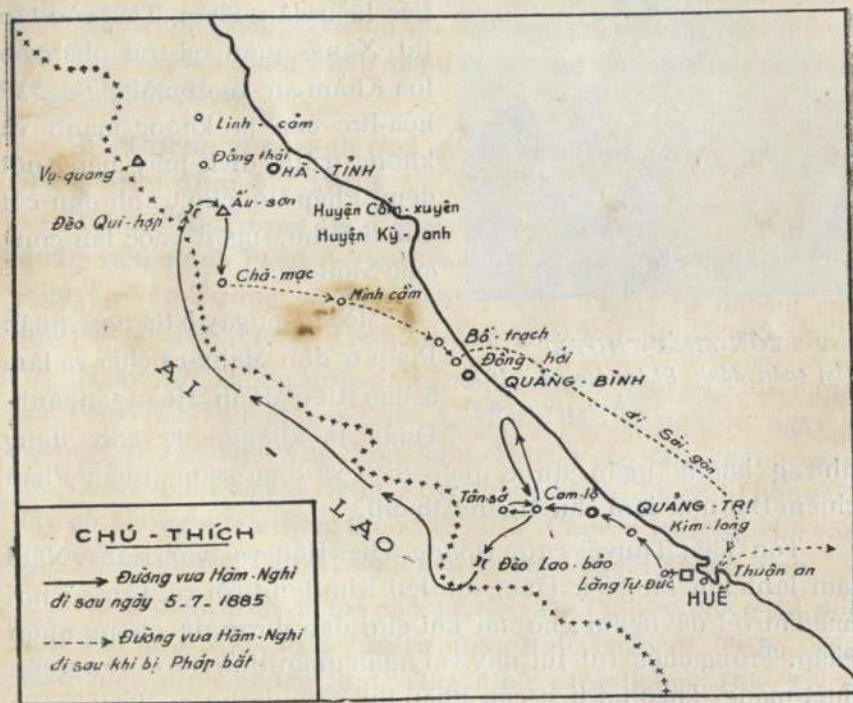 Linh - cảm
Đông thái
Vụ-quang
HÀ - TĨNH
Đèo Qui-hợp
Ấu-sơn
Huyện Cẩm-xuyên
Huyện Kỳ-anh
Chà-mạc
Minh cầm
Bố-trạch
Đồng hới
QUẢNG-BÌNH
đi Sài gòn
AI - LAO
Tân-sở
Cam-lộ
QUẢNG-TRỊ
Kim-long
Đèo Lao-bảo
Lăng Tự-Đức
HUẾ
Thuận an
CHÚ - THÍCH
Đường vua Hàm-Nghi
đi sau ngày 5-7-1885
Đường vua Hàm-Nghi
đi sau khi bị Pháp bắt